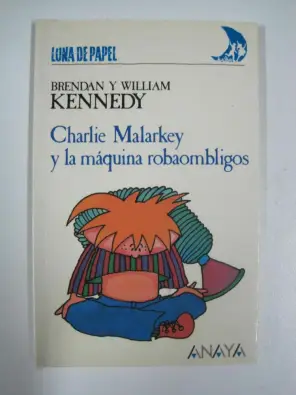 LUNA DE PAPEL
BRENDAN Y WILLIAM
KENNEDY
Charlie Malarkey
y la máquina robaombligos
ANAYA